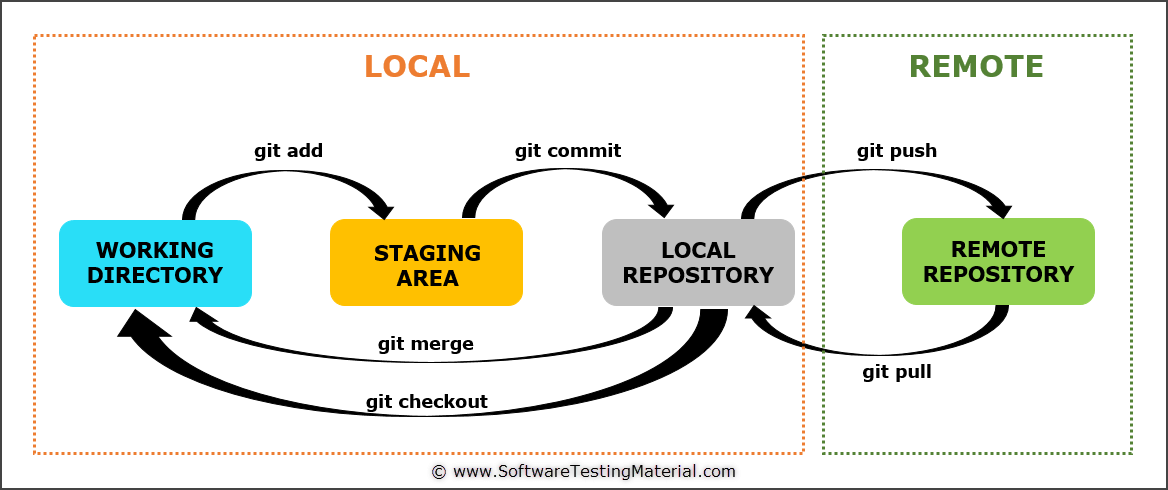 LOCAL
REMOTE
git add
git commit
git push
WORKING
DIRECTORY
STAGING
AREA
LOCAL
REPOSITORY
REMOTE
REPOSITORY
git merge
git pull
git checkout
© www.SoftwareTestingMaterial.com